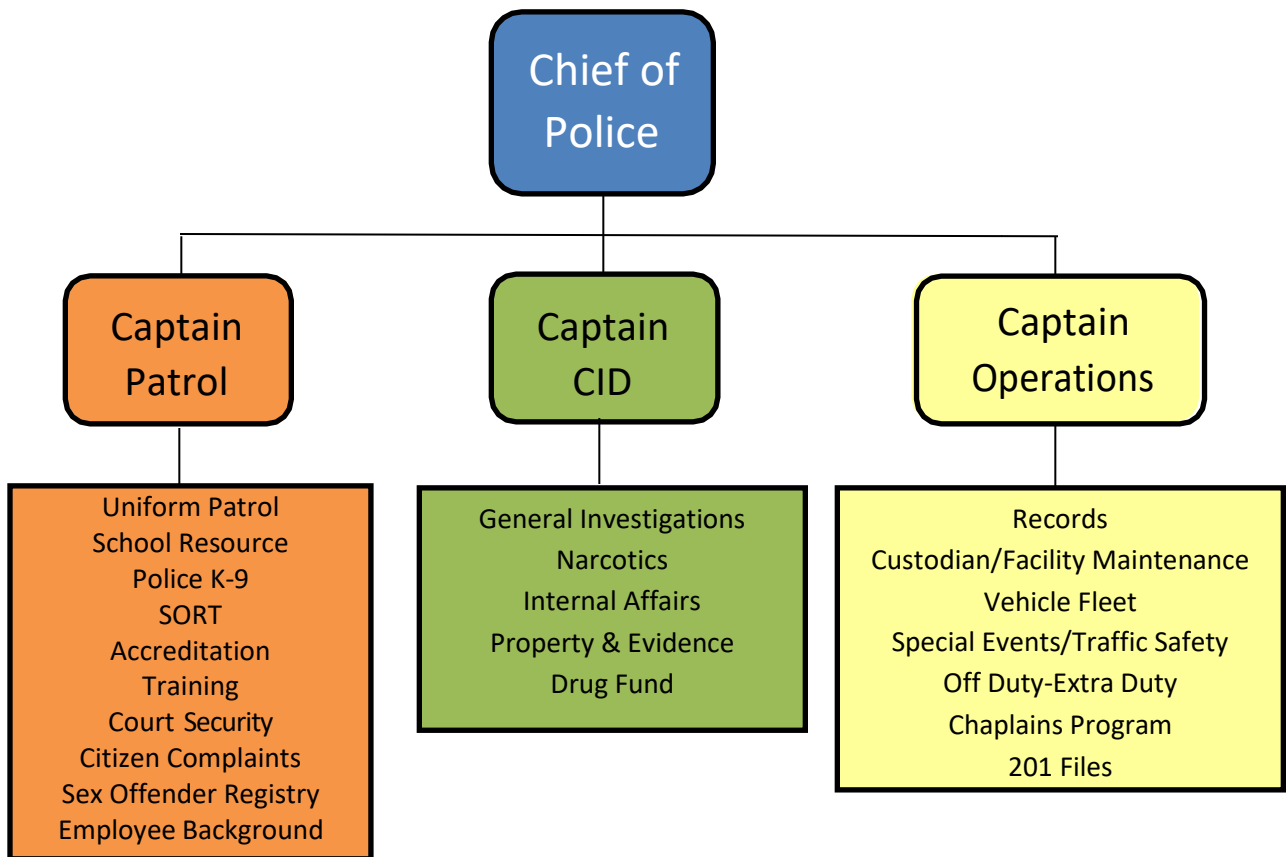 Chief of
Police
Captain
Patrol
Captain
CID
Captain
Operations
Uniform Patrol
School Resource
Police K-9
SORT
Accreditation
Training
Court Security
Citizen Complaints
Sex Offender Registry
Employee Background
General Investigations
Narcotics
Internal Affairs
Property & Evidence
Drug Fund
Records
Custodian/Facility Maintenance
Vehicle Fleet
Special Events/Traffic Safety
Off Duty-Extra Duty
Chaplains Program
201 Files